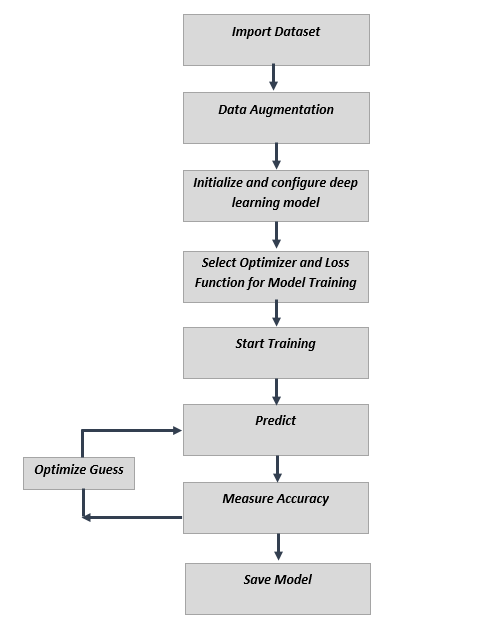 Import Dataset
Data Augmentation
Initialize and configure deep
learning model
Select Optimizer and Loss
Function for Model Training
Start Training
Predict
Optimize Guess
Measure Accuracy
Save Model